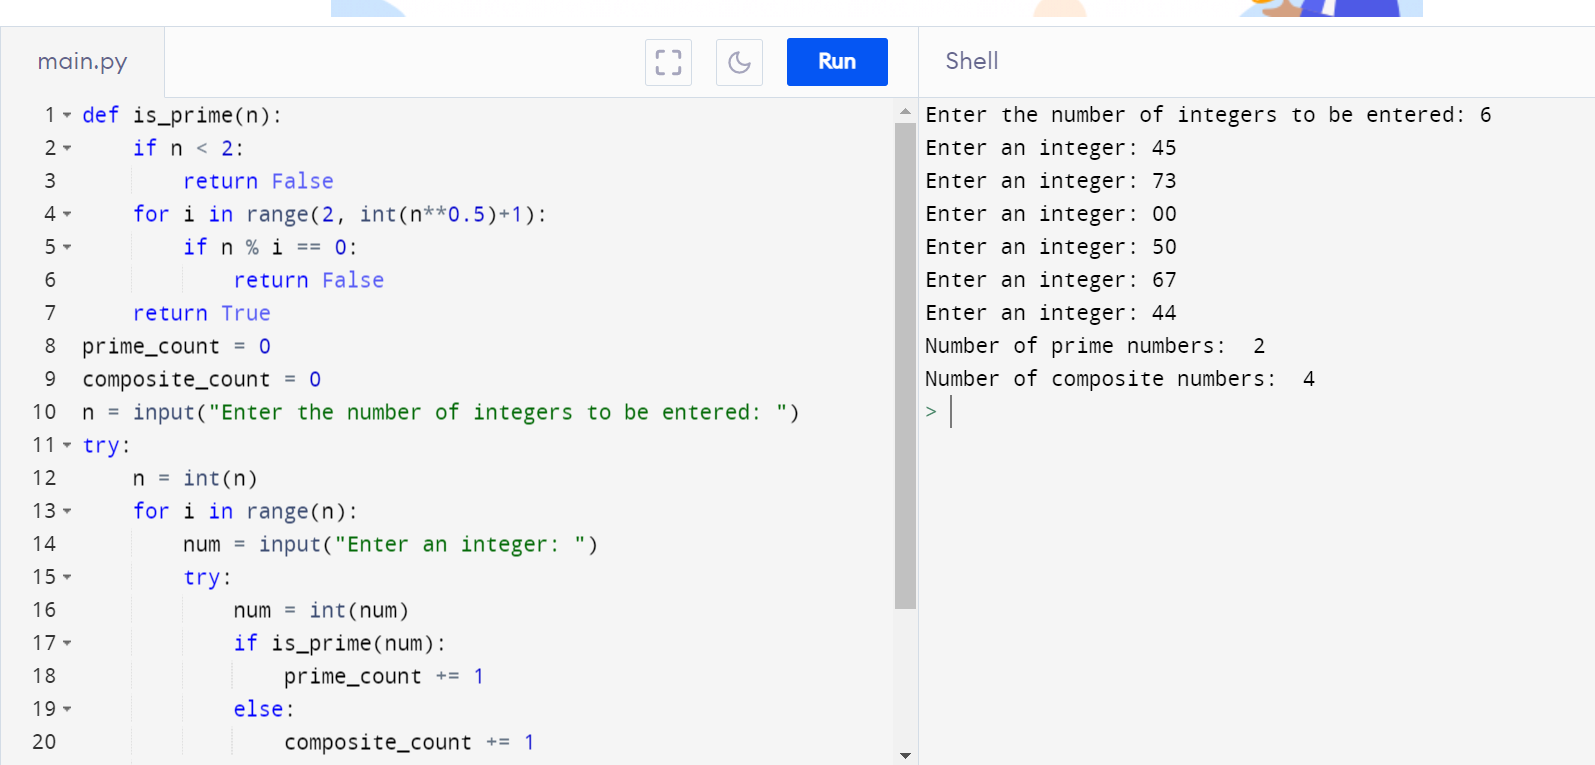 main.py
Run
Shell
1 def is_prime(n):
2     if n < 2:
3         return False
4     for i in range(2, int(n**0.5)+1):
5         if n % i == 0:
6             return False
7     return True
8 prime_count = 0
9 composite_count = 0
10 n = input("Enter the number of integers to be entered: ")
11 try:
12     n = int(n)
13     for i in range(n):
14         num = input("Enter an integer: ")
15         try:
16             num = int(num)
17             if is_prime(num):
18                 prime_count += 1
19             else:
20                 composite_count += 1
Enter the number of integers to be entered: 6
Enter an integer: 45
Enter an integer: 73
Enter an integer: 00
Enter an integer: 50
Enter an integer: 67
Enter an integer: 44
Number of prime numbers:  2
Number of composite numbers:  4
>